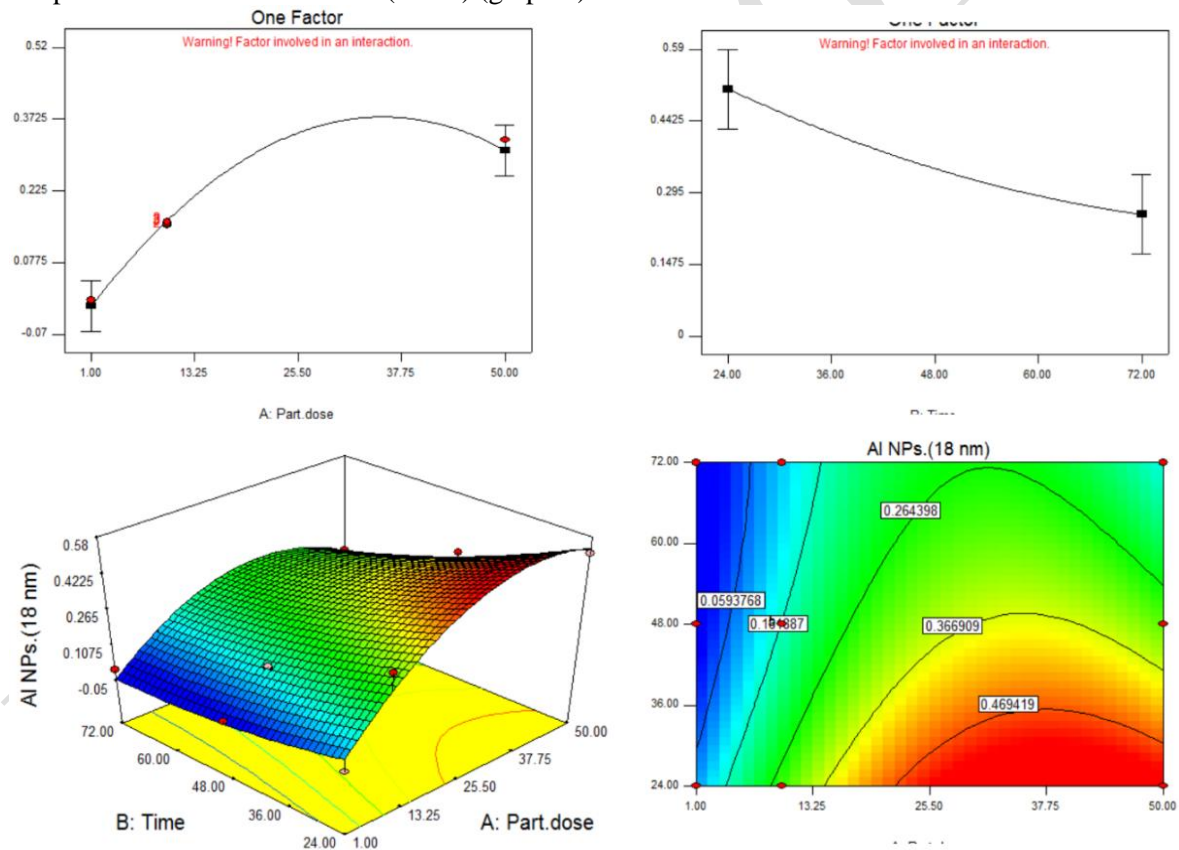 One Factor
Warning! Factor involved in an interaction.
0.52
0.3725
0.225
0.0775
-0.07
1.00 13.25 25.50 37.75 50.00
A: Part.dose
One Factor
Warning! Factor involved in an interaction.
0.59
0.4425
0.295
0.1475
0
24.00 36.00 48.00 60.00 72.00
B: Time
0.58
0.4225
0.265
0.1075
-0.05
Al NPs.(18 nm)
72.00
60.00
48.00
36.00
24.00
B: Time
1.00
13.25
25.50
37.75
50.00
A: Part.dose
Al NPs.(18 nm)
72.00
60.00
48.00
36.00
24.00
0.264398
0.0593768
0.366909
0.469419
1.00 13.25 25.50 37.75 50.00